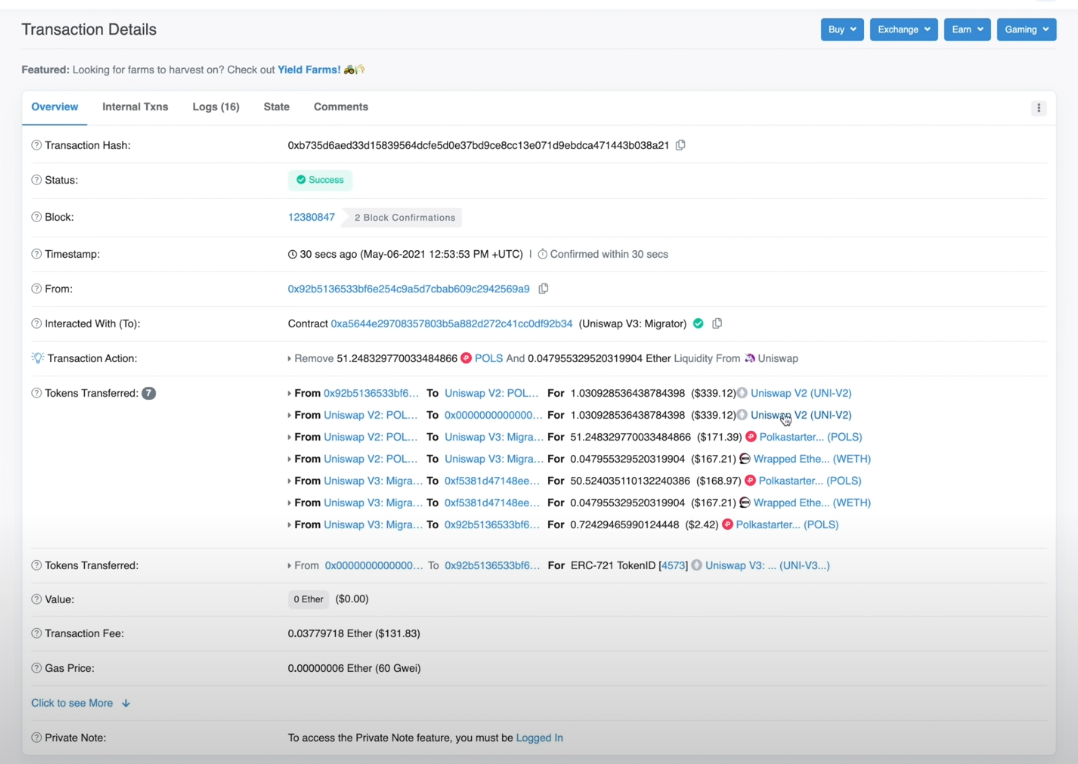 Transaction Details
Buy Exchange Earn Gaming
Featured: Looking for farms to harvest on? Check out Yield Farms!
Overview Internal Txns Logs (16) State Comments
Transaction Hash: 0xb735d6aed33d15839564dcfe5d0e37bd9ce8cc13e071d9ebdca471443b038a21
Status: Success
Block: 12380847 2 Block Confirmations
Timestamp: 30 secs ago (May-06-2021 12:53:53 PM +UTC) | Confirmed within 30 secs
From: 0x92b5136533bf6e254c9a5d7cbab609c2942569a9
Interacted With (To): Contract 0xa5644e29708357803b5a882d272c41cc0df92b34 (Uniswap V3: Migrator)
Transaction Action: Remove 51.248329770033484866 POLS And 0.047955329520319904 Ether Liquidity From Uniswap
Tokens Transferred: 7 From 0x92b5136533bf6... To Uniswap V2: POL... For 1.030928536438784398 ($339.12) Uniswap V2 (UNI-V2)
From Uniswap V2: POL... To 0x0000000000000... For 1.030928536438784398 ($339.12) Uniswap V2 (UNI-V2)
From Uniswap V2: POL... To Uniswap V3: Migra... For 51.248329770033484866 ($171.39) Polkastarter... (POLS)
From Uniswap V2: POL... To Uniswap V3: Migra... For 0.047955329520319904 ($167.21) Wrapped Ethe... (WETH)
From Uniswap V3: Migra... To 0xf5381d47148ee... For 50.524035110132240386 ($168.97) Polkastarter... (POLS)
From Uniswap V3: Migra... To 0xf5381d47148ee... For 0.047955329520319904 ($167.21) Wrapped Ethe... (WETH)
From Uniswap V3: Migra... To 0x92b5136533bf6... For 0.72429465990124448 ($2.42) Polkastarter... (POLS)
Tokens Transferred: From 0x0000000000000... To 0x92b5136533bf6... For ERC-721 TokenID [4573] Uniswap V3: ... (UNI-V3...)
Value: 0 Ether ($0.00)
Transaction Fee: 0.03779718 Ether ($131.83)
Gas Price: 0.00000006 Ether (60 Gwei)
Click to see More
Private Note: To access the Private Note feature, you must be Logged In